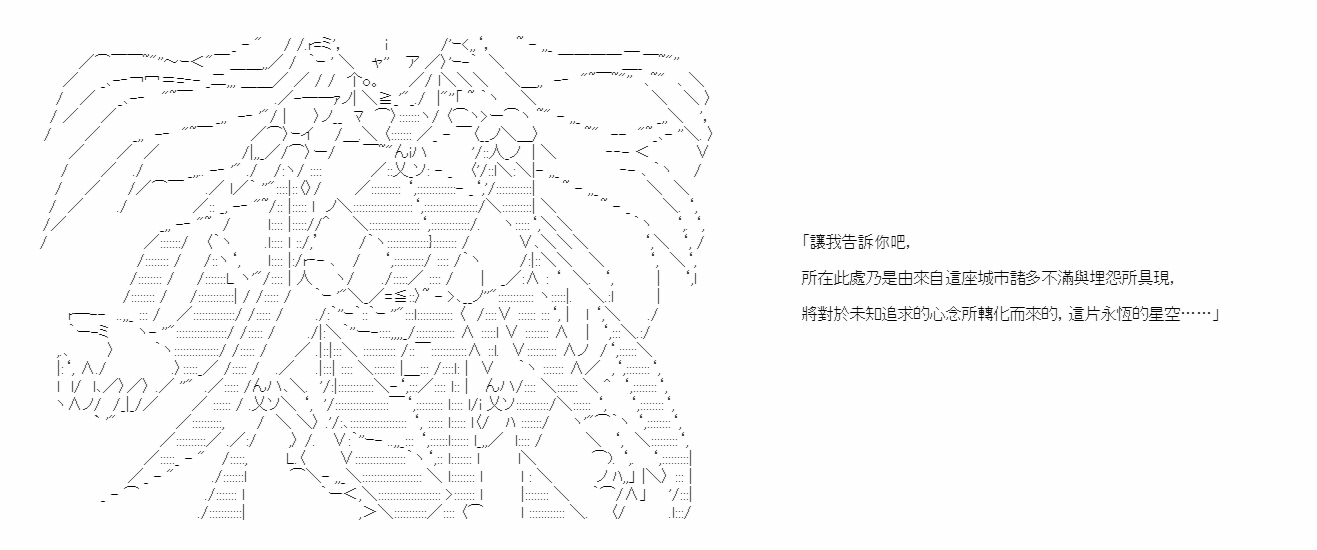 「讓我告訴你吧,
所在此處乃是由來自這座城市諸多不滿與埋怨所具現,
將對於未知追求的心念所轉化而來的, 這片永恆的星空……」